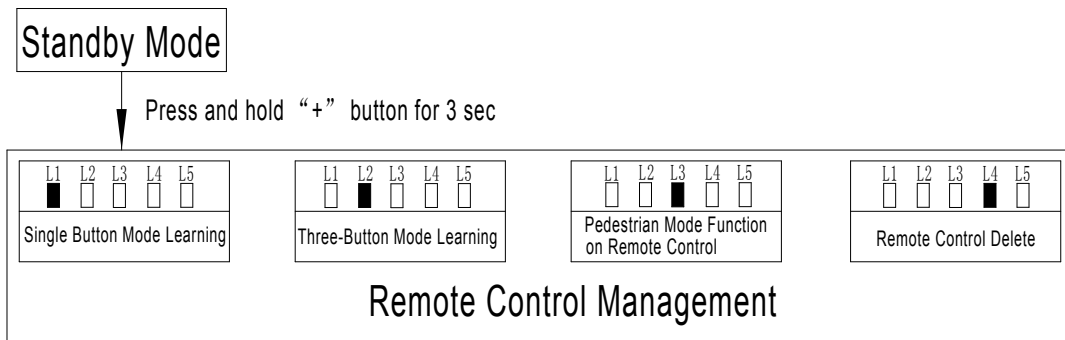 Standby Mode
Press and hold “+” button for 3 sec
L1 L2 L3 L4 L5
Single Button Mode Learning
L1 L2 L3 L4 L5
Three-Button Mode Learning
L1 L2 L3 L4 L5
Pedestrian Mode Function
on Remote Control
L1 L2 L3 L4 L5
Remote Control Delete
Remote Control Management